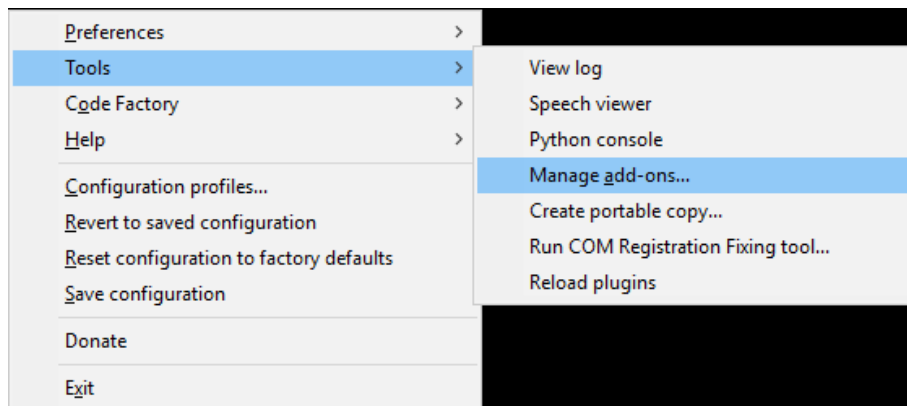 Preferences
Tools
Code Factory
Help
Configuration profiles...
Revert to saved configuration
Reset configuration to factory defaults
Save configuration
Donate
Exit
View log
Speech viewer
Python console
Manage add-ons...
Create portable copy...
Run COM Registration Fixing tool...
Reload plugins